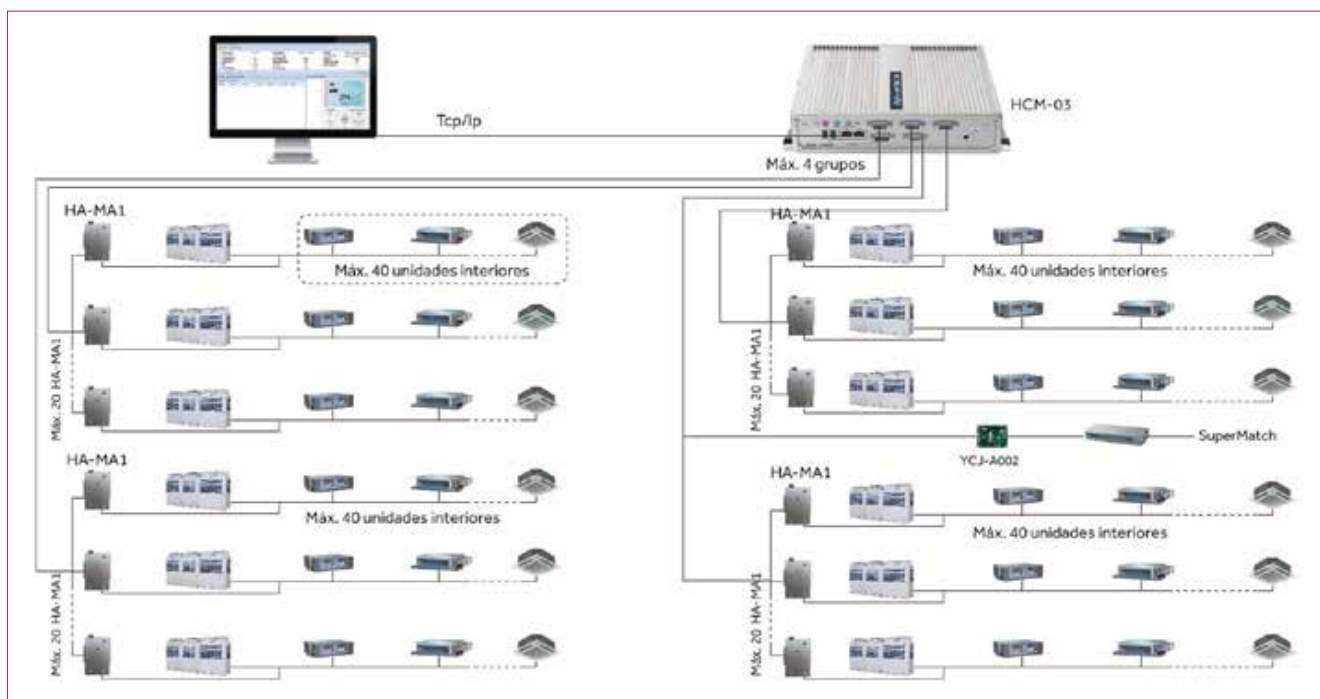 Tcp/Ip
HCM-03
Máx. 4 grupos
HA-MA1
Máx. 40 unidades interiores
Máx. 20 HA-MA1
HA-MA1
Máx. 40 unidades interiores
Máx. 20 HA-MA1
HA-MA1
Máx. 40 unidades interiores
Máx. 20 HA-MA1
YCJ-A002
SuperMatch
HA-MA1
Máx. 40 unidades interiores
Máx. 20 HA-MA1